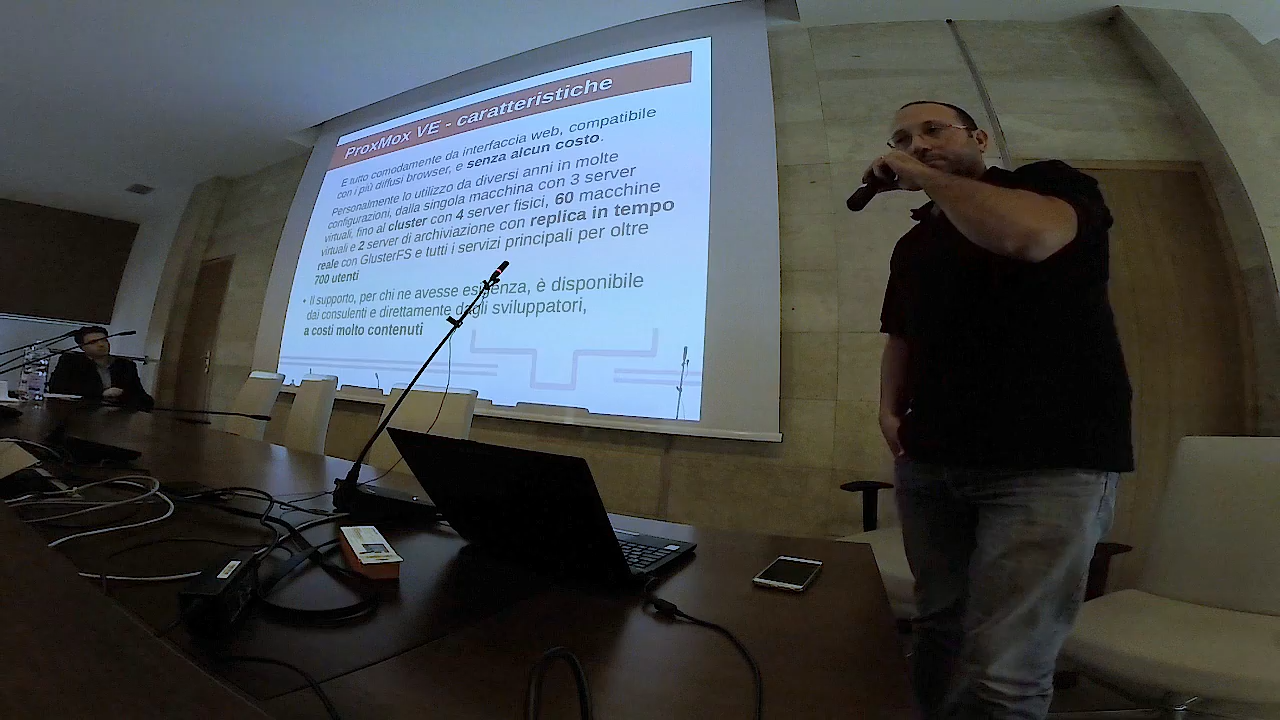 ProxMox VE - caratteristiche
E tutto comodamente da interfaccia web, compatibile
con i più diffusi browser, e senza alcun costo.
Personalmente lo utilizzo da diversi anni in molte
configurazioni, dalla singola macchina con 3 server
virtuali, fino al cluster con 4 server fisici, 60 macchine
virtuali e 2 server di archiviazione con replica in tempo
reale con GlusterFS e tutti i servizi principali per oltre
700 utenti
• Il supporto, per chi ne avesse esigenza, è disponibile
dai consulenti e direttamente dagli sviluppatori,
a costi molto contenuti